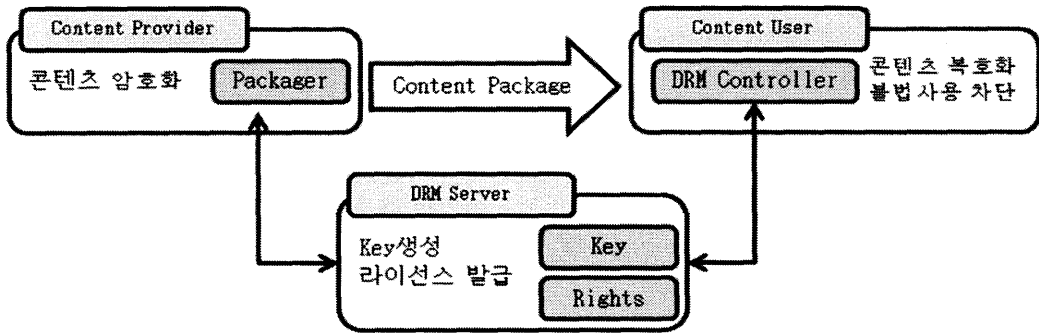 Content Provider
콘텐츠 암호화
Packager
Content Package
Content User
DRM Controller
콘텐츠 복호화
불법사용 차단
DRM Server
Key생성
라이선스 발급
Key
Rights